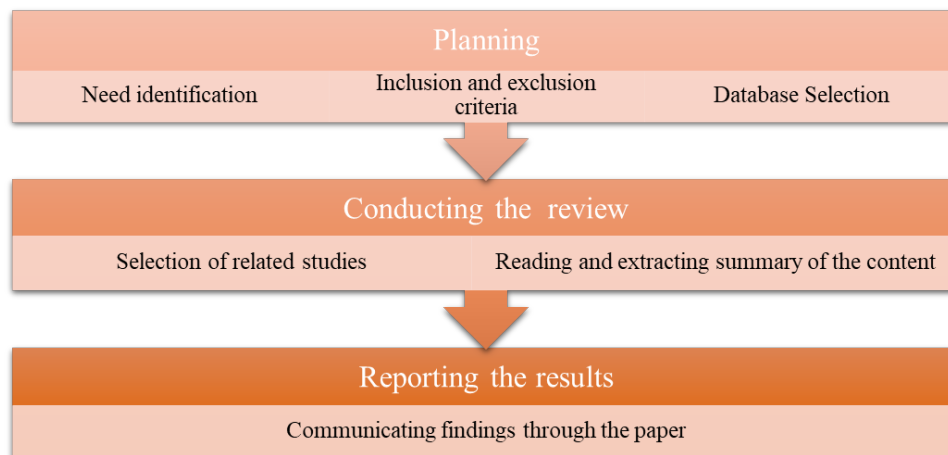 Planning
Need identification
Inclusion and exclusion
criteria
Database Selection
Conducting the review
Selection of related studies
Reading and extracting summary of the content
Reporting the results
Communicating findings through the paper